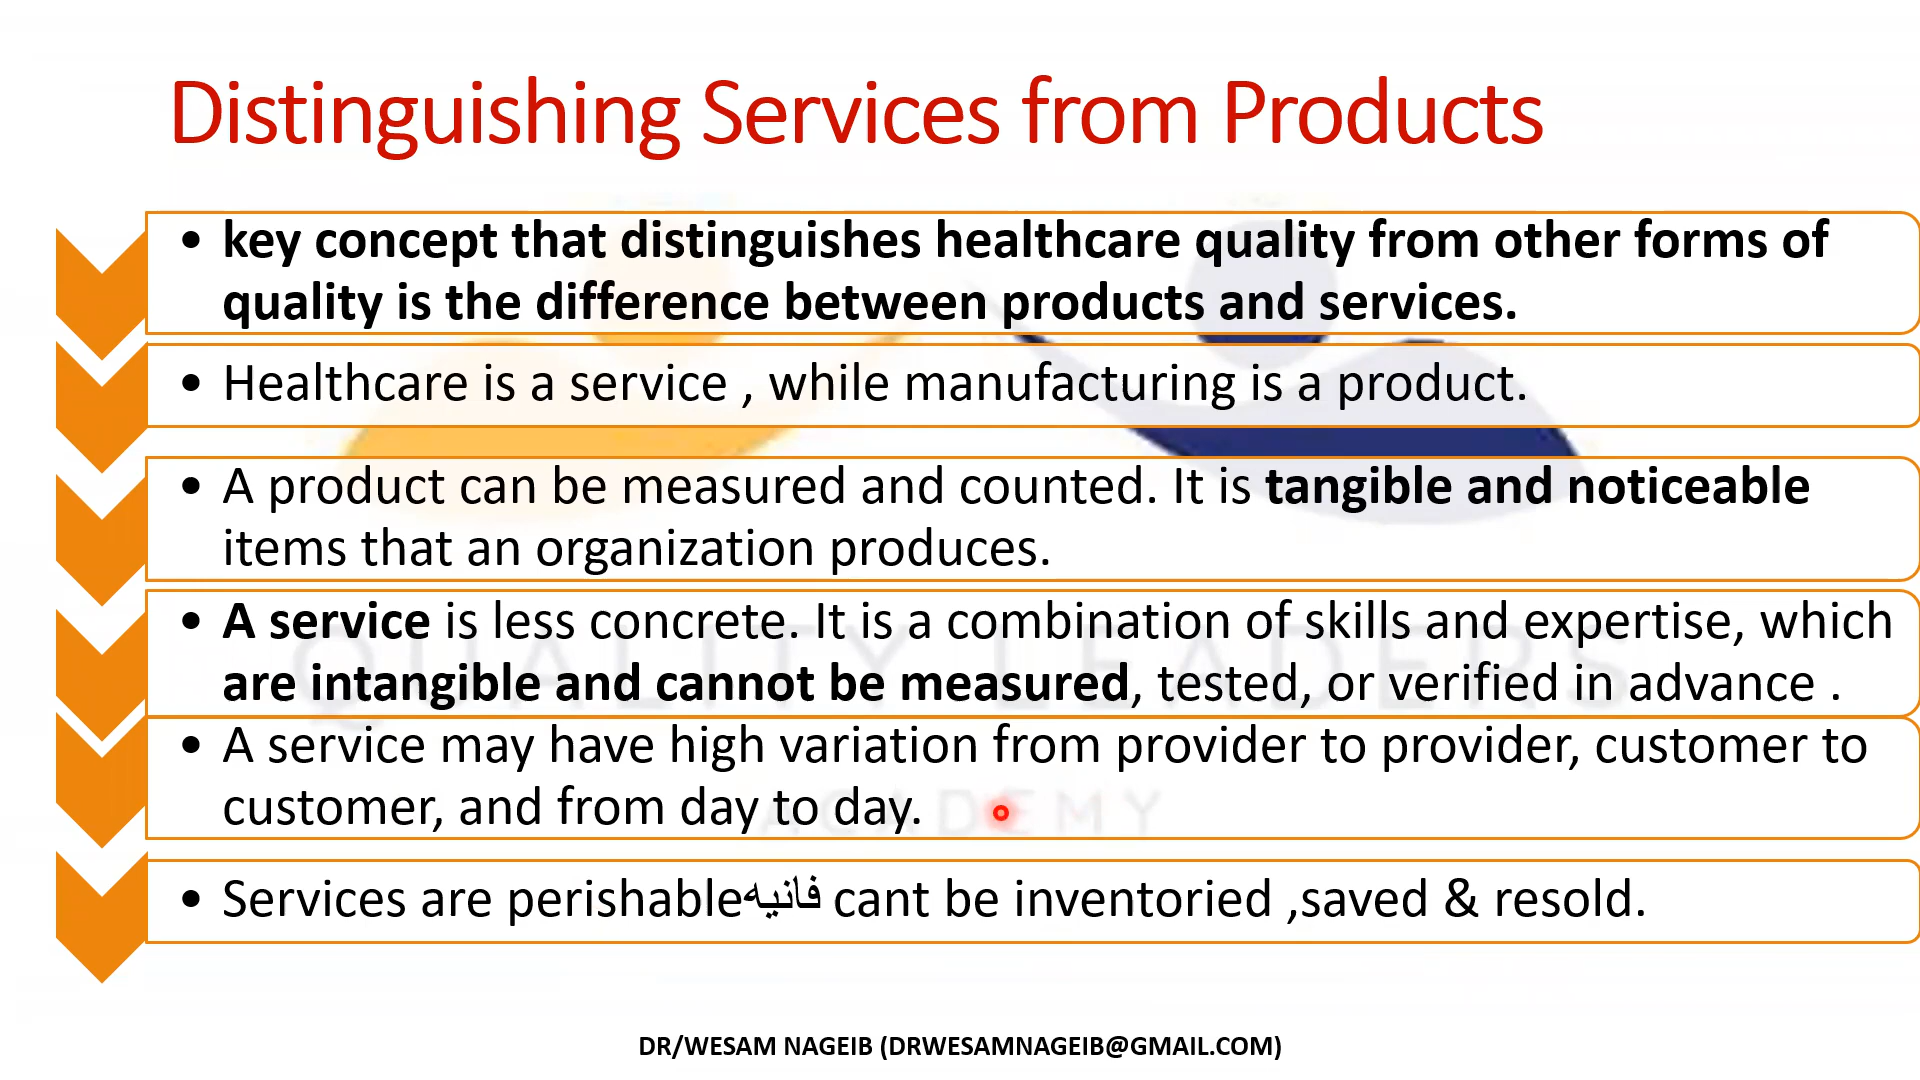 Distinguishing Services from Products
• key concept that distinguishes healthcare quality from other forms of
quality is the difference between products and services.
• Healthcare is a service , while manufacturing is a product.
• A product can be measured and counted. It is tangible and noticeable
items that an organization produces.
• A service is less concrete. It is a combination of skills and expertise, which
are intangible and cannot be measured, tested, or verified in advance .
QUALITY LEADERS
• A service may have high variation from provider to provider, customer to
customer, and from day to day.
ACADEMY
• Services are perishableفانيه cant be inventoried ,saved & resold.
DR/WESAM NAGEIB (DRWESAMNAGEIB@GMAIL.COM)